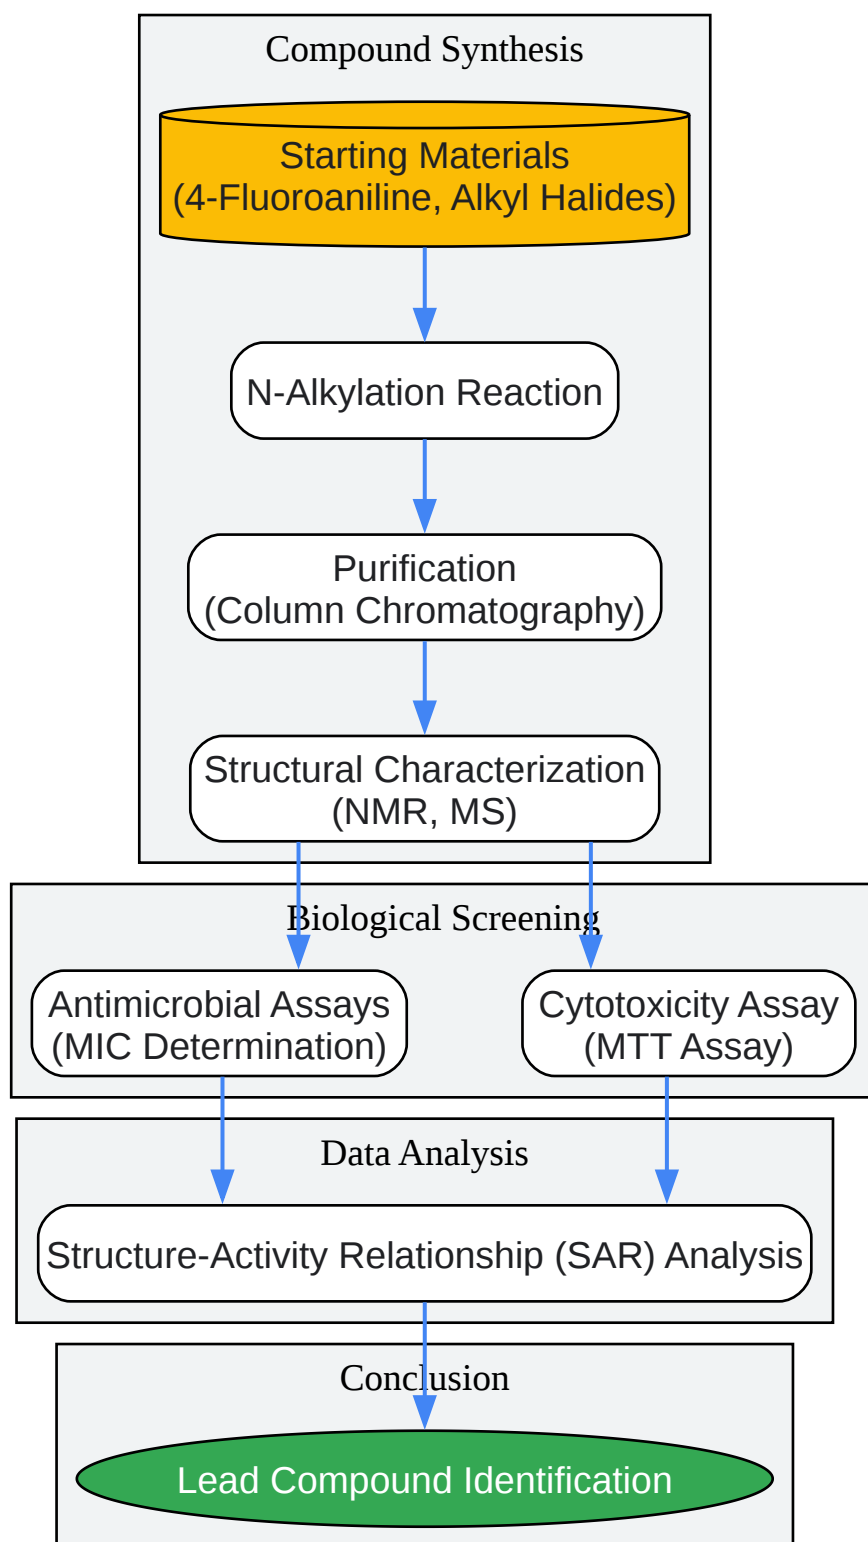 Compound Synthesis
Starting Materials
(4-Fluoroaniline, Alkyl Halides)
N-Alkylation Reaction
Purification
(Column Chromatography)
Structural Characterization
(NMR, MS)
Biological Screening
Antimicrobial Assays
(MIC Determination)
Cytotoxicity Assay
(MTT Assay)
Data Analysis
Structure-Activity Relationship (SAR) Analysis
Conclusion
Lead Compound Identification